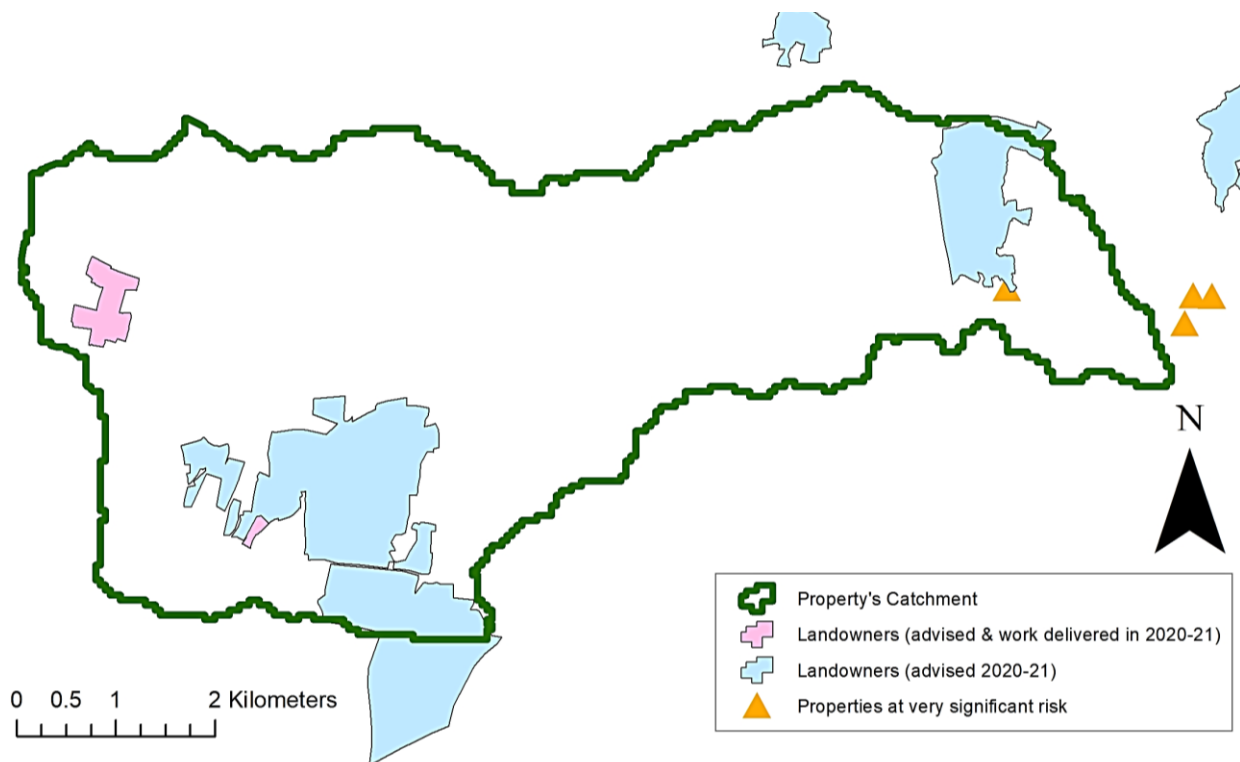 N
Property's Catchment
Landowners (advised & work delivered in 2020-21)
Landowners (advised 2020-21)
Properties at very significant risk
0 0.5 1 2 Kilometers